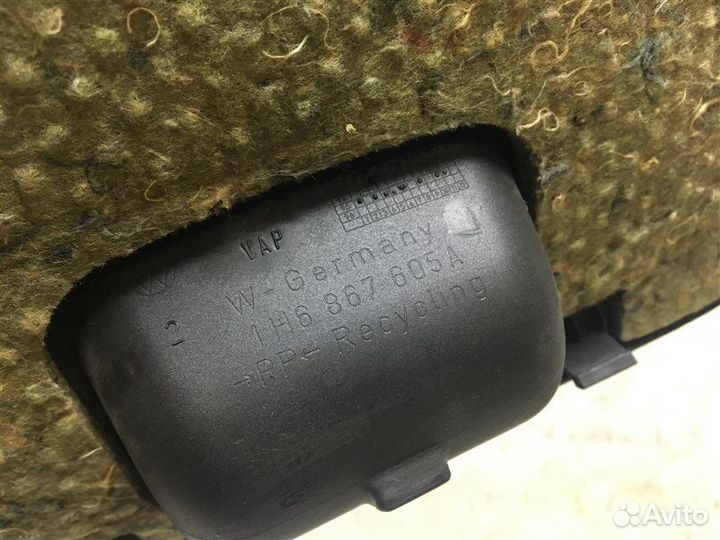 VAP
W-Germany
2 1H6 867 605A
>PP< Recycling
Avito